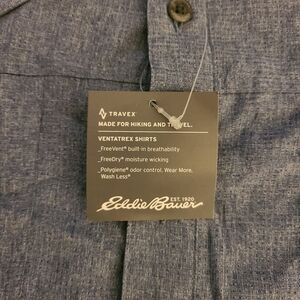 TRAVEX®
MADE FOR HIKING AND TRAVEL.
VENTATREX SHIRTS
_FreeVent® built-in breathability
_FreeDry® moisture wicking
_Polygiene® odor control. Wear More.
Wash Less®
EST. 1920
Eddie Bauer